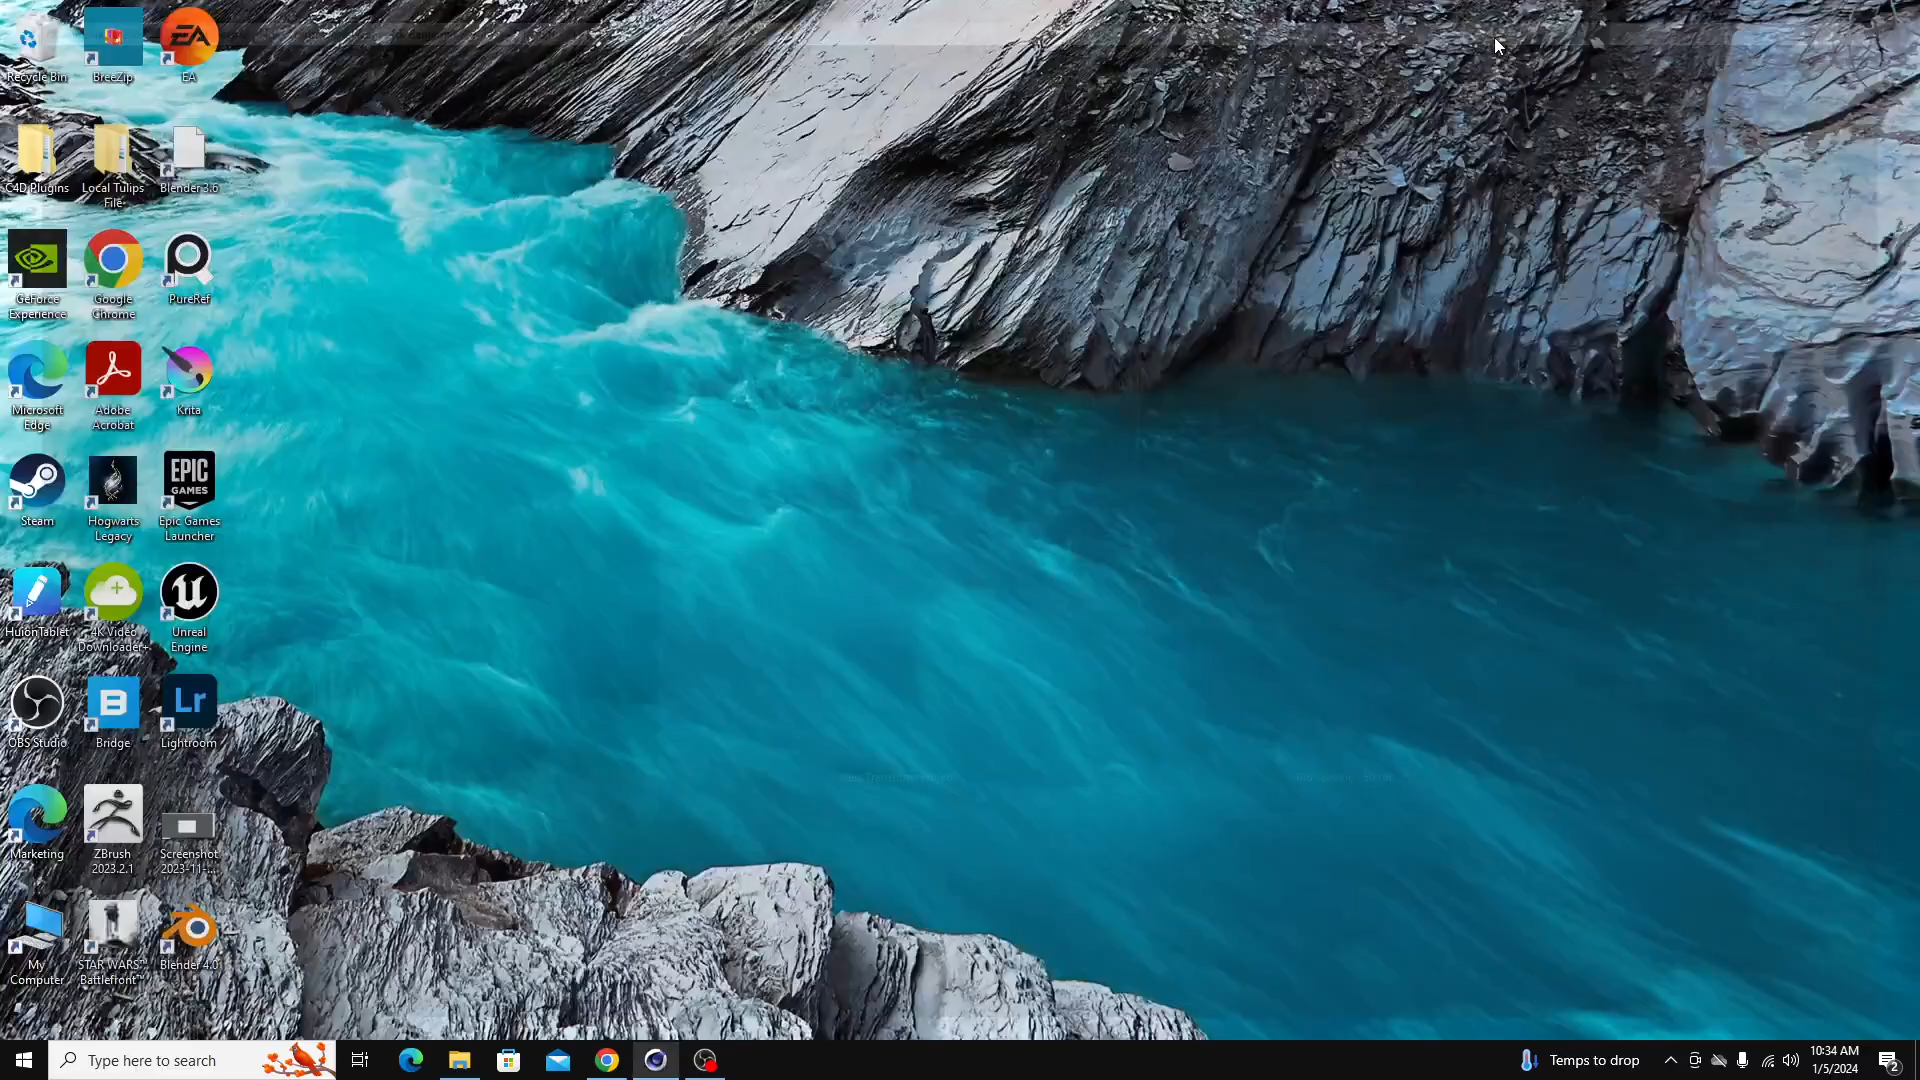 Recycle Bin
BreeZip
EA
C4D Plugins
Local Tulips
File
Blender 3.6
GeForce
Experience
Google
Chrome
PureRef
Microsoft
Edge
Adobe
Acrobat
Krita
Steam
Hogwarts
Legacy
EPIC
GAMES
Epic Games
Launcher
HuionTablet
4K Video
Downloader+
Unreal
Engine
OBS Studio
B
Bridge
Lr
Lightroom
Marketing
ZBrush
2023.2.1
Screenshot
2023-11-...
My
Computer
STAR WARS™
Battlefront™
Blender 4.0
Type here to search
Temps to drop
10:34 AM
1/5/2024
2